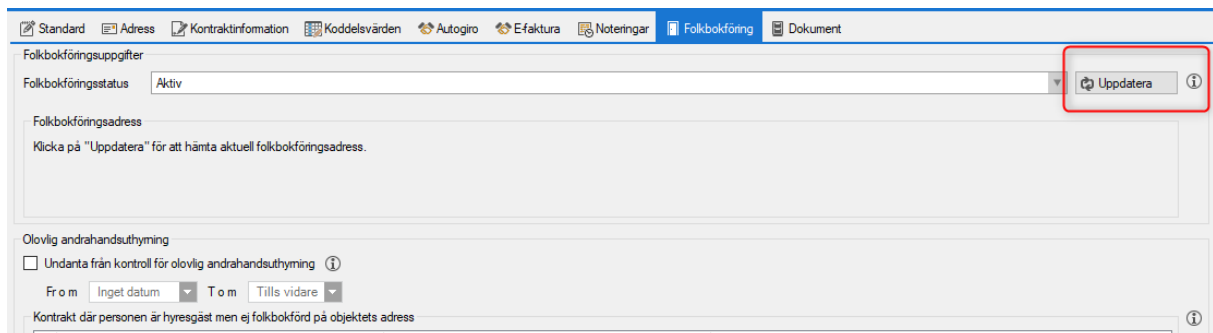 Standard Adress Kontraktinformation Koddelsvärden Autogiro E-faktura Noteringar Folkbokföring Dokument
Folkbokföringsuppgifter
Folkbokföringsstatus Aktiv Uppdatera
Folkbokföringsadress
Klicka på "Uppdatera" för att hämta aktuell folkbokföringsadress.
Olovlig andrahandsuthyrning
Undanta från kontroll för olovlig andrahandsuthyrning
From Inget datum Tom Tills vidare
Kontrakt där personen är hyresgäst men ej folkbokförd på objektets adress